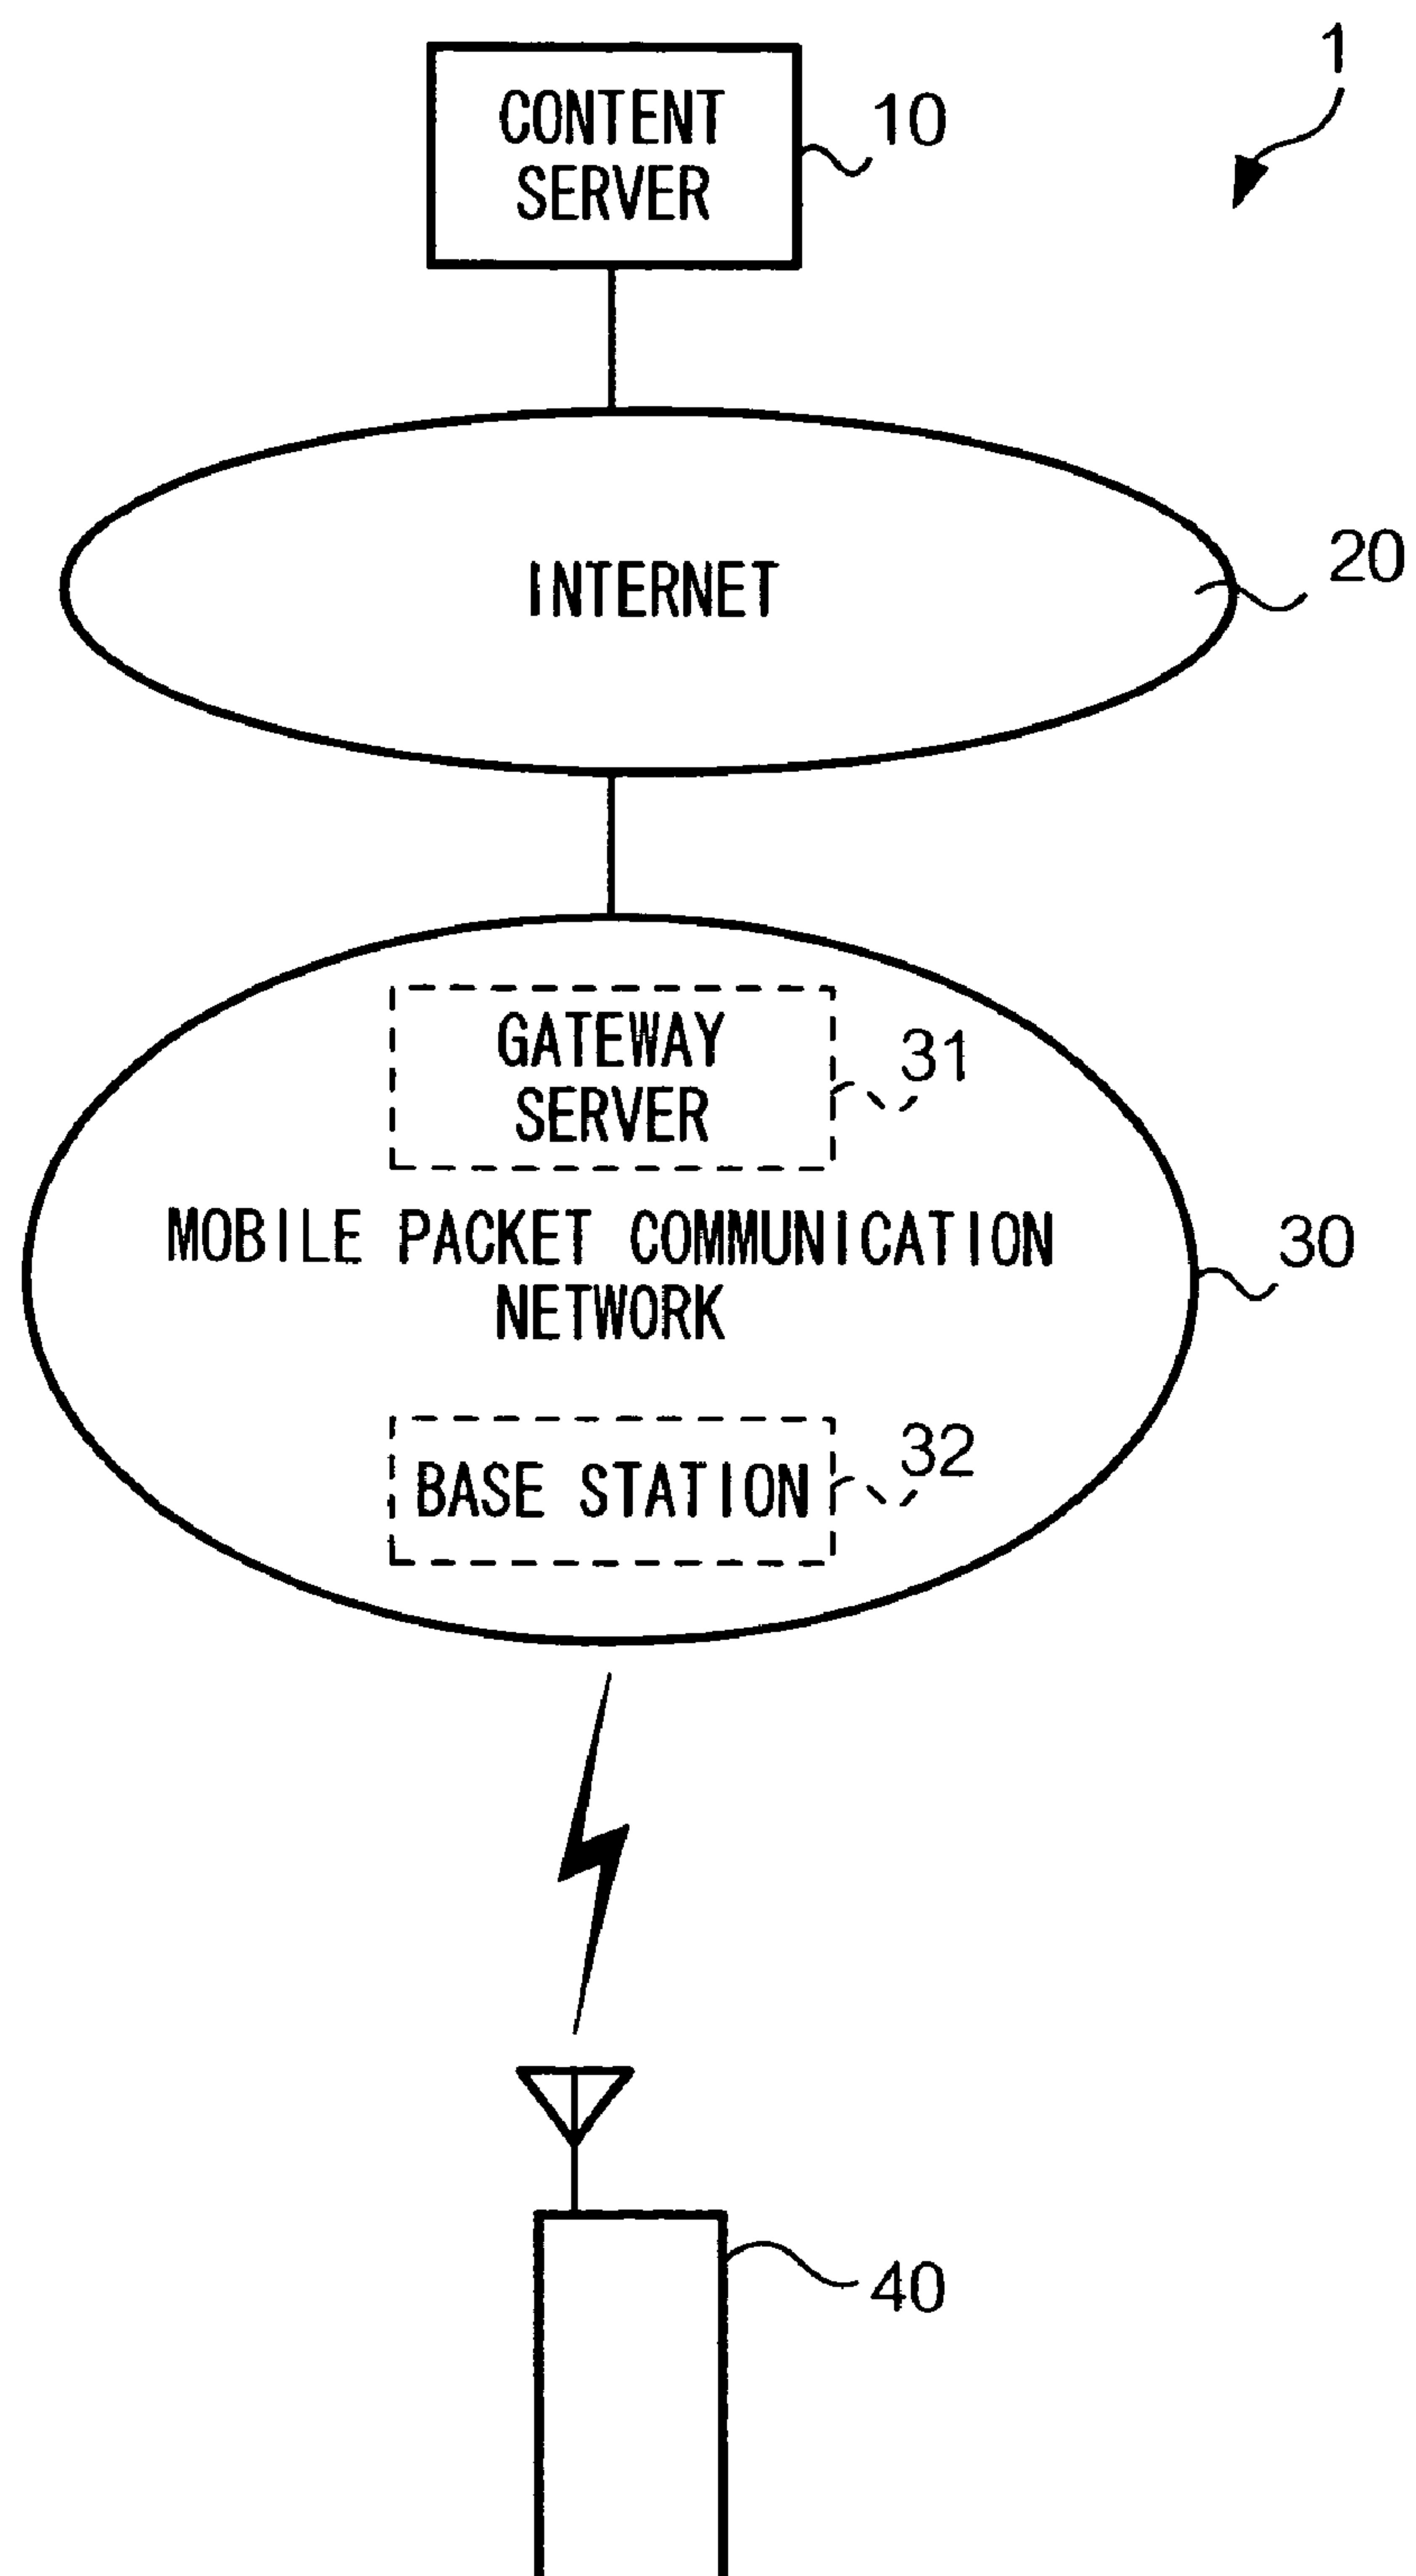 1
CONTENT
SERVER
10
INTERNET
20
GATEWAY
SERVER
31
MOBILE PACKET COMMUNICATION
NETWORK
30
BASE STATION
32
40